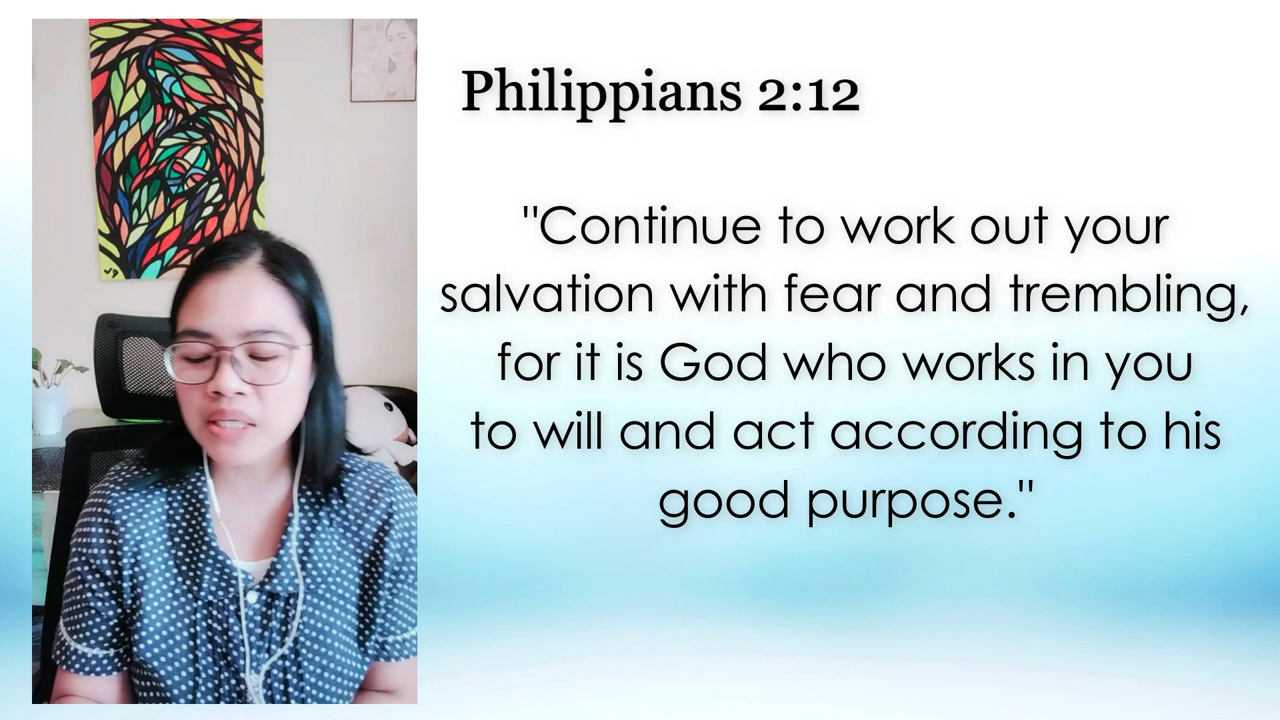 Philippians 2:12
"Continue to work out your
salvation with fear and trembling,
for it is God who works in you
to will and act according to his
good purpose."